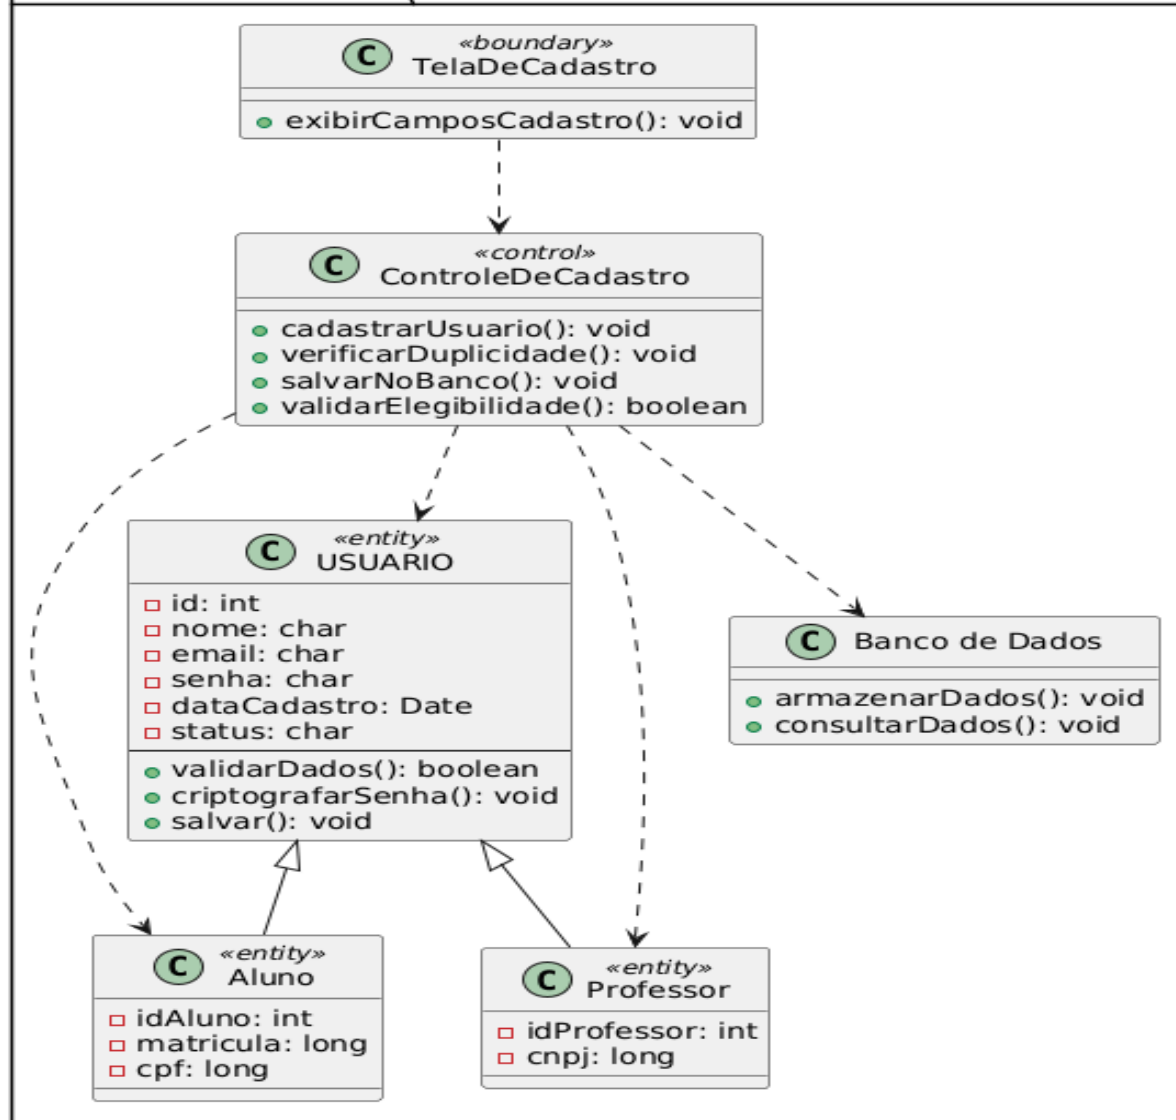 «boundary»
C TelaDeCadastro
exibirCamposCadastro(): void
«control»
C ControleDeCadastro
cadastrarUsuario(): void
verificarDuplicidade(): void
salvarNoBanco(): void
validarElegibilidade(): boolean
«entity»
C USUARIO
id: int
nome: char
email: char
senha: char
dataCadastro: Date
status: char
validarDados(): boolean
criptografarSenha(): void
salvar(): void
C Banco de Dados
armazenarDados(): void
consultarDados(): void
«entity»
C Aluno
idAluno: int
matricula: long
cpf: long
«entity»
C Professor
idProfessor: int
cnpj: long